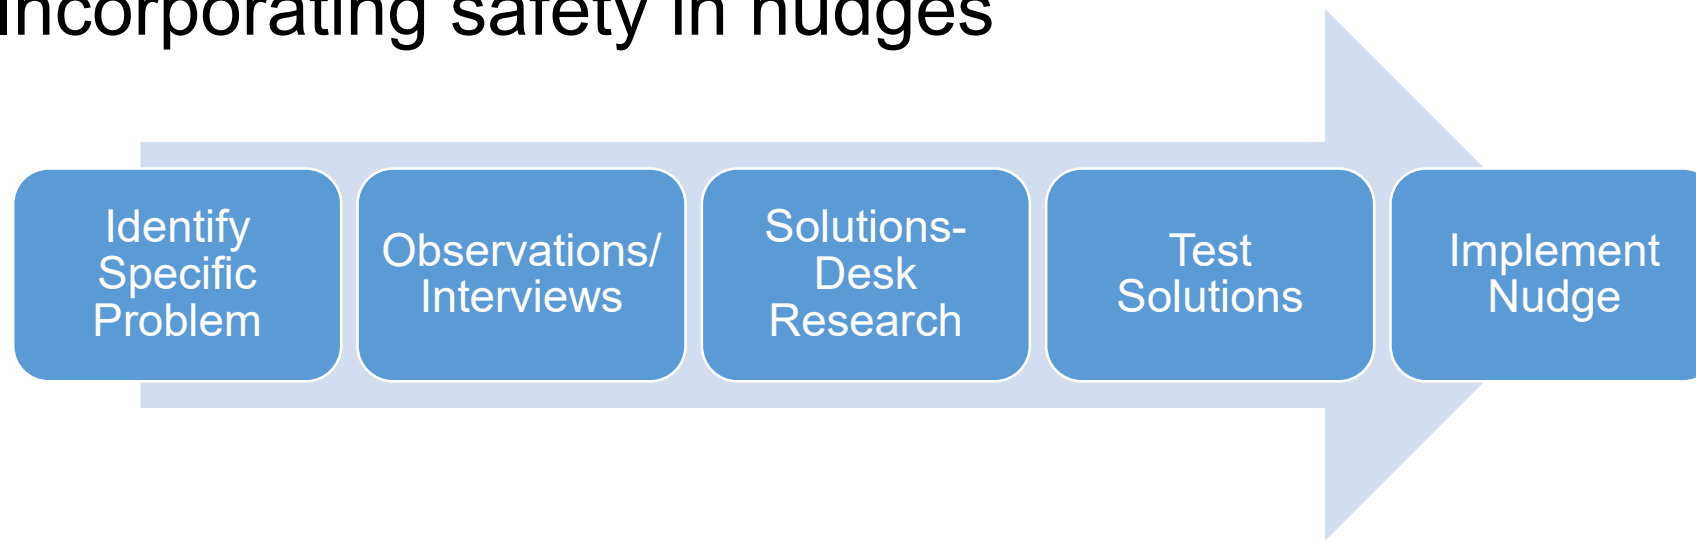 Incorporating safety in nudges
Identify
Specific
Problem
Observations/
Interviews
Solutions-
Desk
Research
Test
Solutions
Implement
Nudge